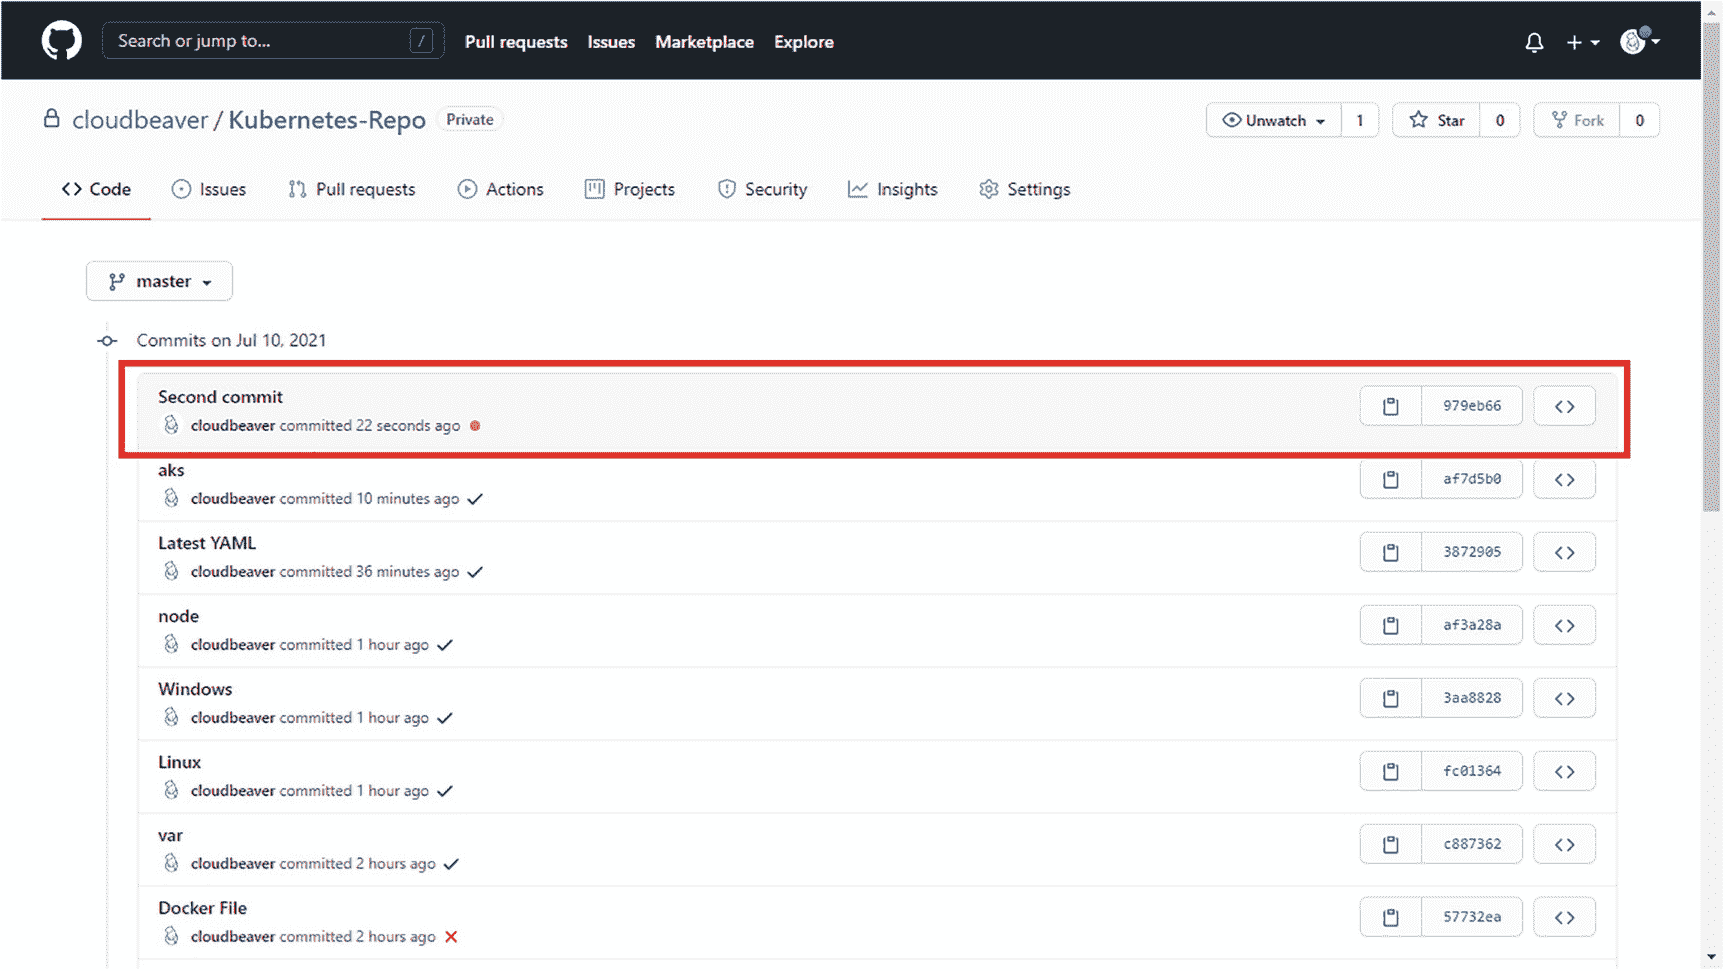 Search or jump to... / Pull requests Issues Marketplace Explore
cloudbeaver / Kubernetes-Repo Private Unwatch 1 Star 0 Fork 0
Code Issues Pull requests Actions Projects Security Insights Settings
master
Commits on Jul 10, 2021
Second commit
979eb66
cloudbeaver committed 22 seconds ago
aks
af7d5b0
cloudbeaver committed 10 minutes ago
Latest YAML
3872905
cloudbeaver committed 36 minutes ago
node
af3a28a
cloudbeaver committed 1 hour ago
Windows
3aa8828
cloudbeaver committed 1 hour ago
Linux
fc01364
cloudbeaver committed 1 hour ago
var
c887362
cloudbeaver committed 2 hours ago
Docker File
57732ea
cloudbeaver committed 2 hours ago